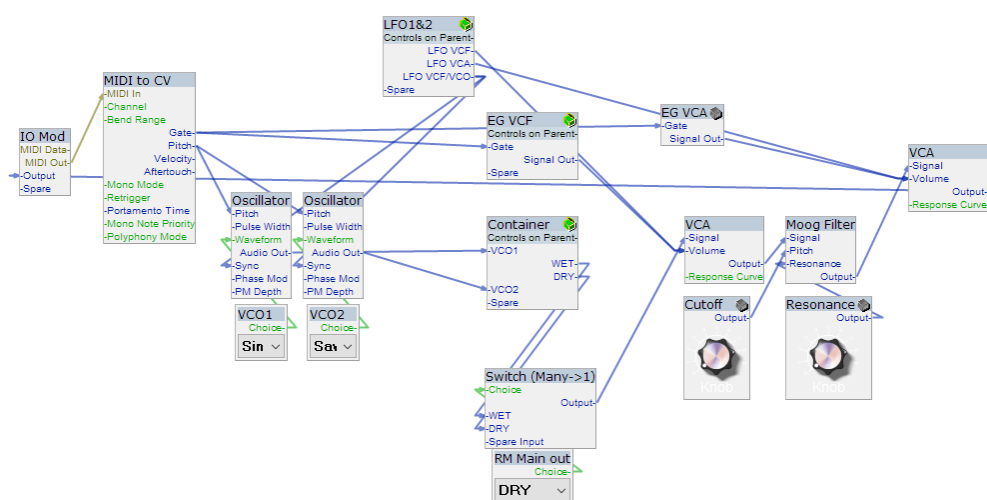 LFO1&2
Controls on Parent-
LFO VCF-
LFO VCA-
LFO VCF/VCO-
-Spare
MIDI to CV
-MIDI In
-Channel
-Bend Range
Gate-
Pitch-
Velocity-
Aftertouch-
-Mono Mode
-Retrigger
-Portamento Time
-Mono Note Priority
-Polyphony Mode
IO Mod
MIDI Data-
MIDI Out-
-Output
-Spare
EG VCF
Controls on Parent-
-Gate
Signal Out-
-Spare
EG VCA
-Gate
Signal Out-
VCA
-Signal
-Volume
Output-
-Response Curve
Oscillator
-Pitch
-Pulse Width
-Waveform
Audio Out-
-Sync
-Phase Mod
-PM Depth
Oscillator
-Pitch
-Pulse Width
-Waveform
Audio Out-
-Sync
-Phase Mod
-PM Depth
Container
Controls on Parent-
-VCO1
WET-
DRY-
-VCO2
-Spare
VCA
-Signal
-Volume
Output-
-Response Curve
Moog Filter
-Signal
-Pitch
-Resonance
Output-
VCO1
Choice-
Sin
VCO2
Choice-
Sav
Cutoff
Output-
Knob
Resonance
Output-
Knob
Switch (Many->1)
-Choice
Output-
-WET
-DRY
-Spare Input
RM Main out
Choice-
DRY